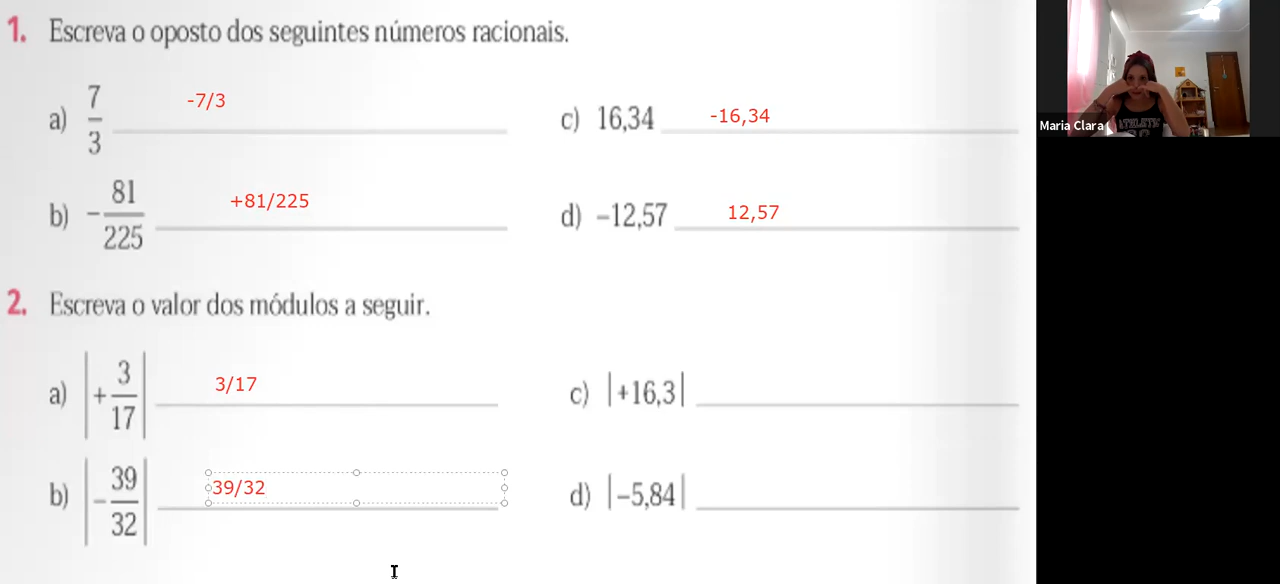 1. Escreva o oposto dos seguintes números racionais.
a) 7/3 -7/3
c) 16,34 -16,34
b) -81/225 +81/225
d) -12,57 12,57
2. Escreva o valor dos módulos a seguir.
a) |+3/17| 3/17
c) |+16,3|
b) |-39/32| 39/32
d) |-5,84|
Maria Clara
ATHLETIC